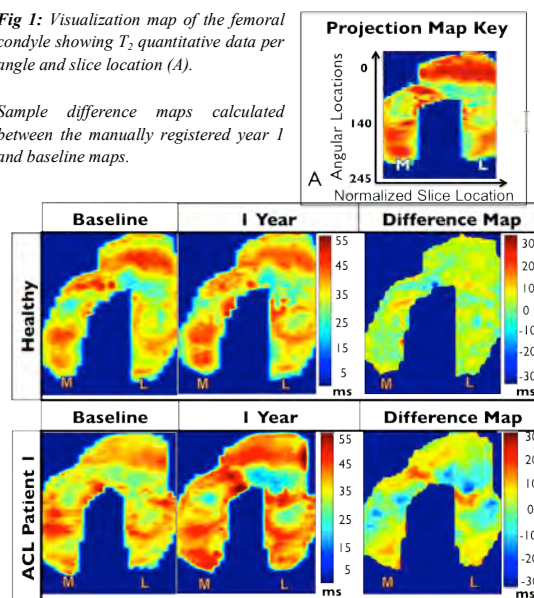 Fig 1: Visualization map of the femoral
condyle showing T2 quantitative data per
angle and slice location (A).
Sample difference maps calculated
between the manually registered year 1
and baseline maps.
Projection Map Key
Angular Locations
0
140
245
M L
A
Normalized Slice Location
Baseline 1 Year Difference Map
Healthy
M L
M L
55
45
35
25
15
5
ms
30
20
10
0
-10
-20
-30
ms
Baseline 1 Year Difference Map
ACL Patient 1
M L
M L
M L
55
45
35
25
15
5
ms
30
20
10
0
-10
-20
-30
ms